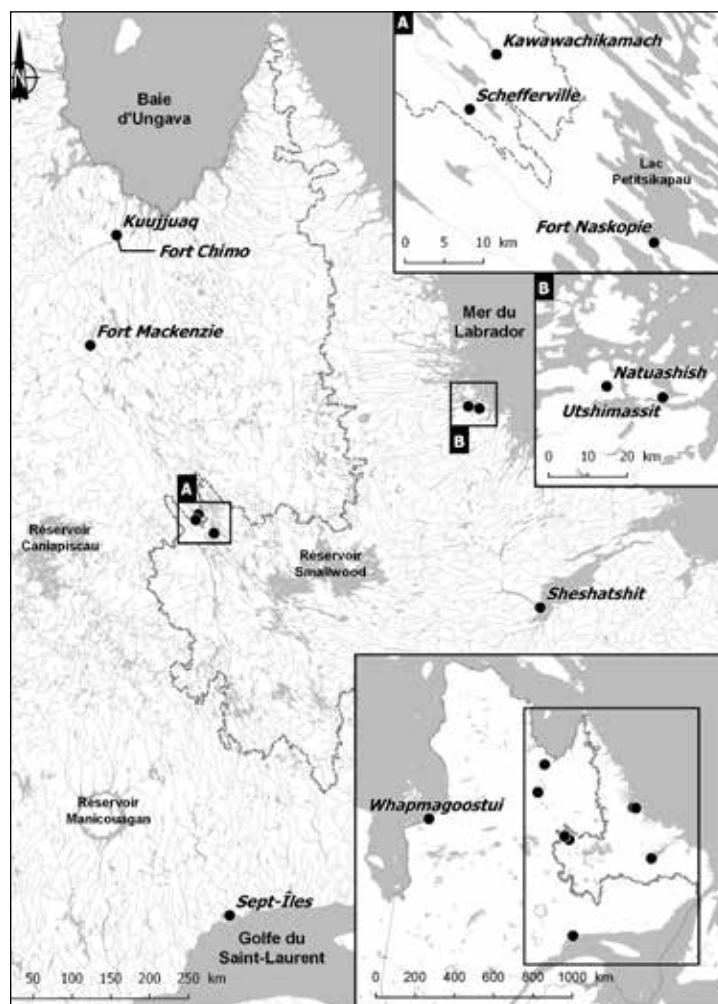 N
Baie
d'Ungava
Kuujjuaq
Fort Chimo
Fort Mackenzie
Mer du
Labrador
B
A
Réservoir
Caniapiscau
Réservoir
Smallwood
Sheshatshit
Réservoir
Manicouagan
Sept-Îles
Golfe du
Saint-Laurent
50 100 150 200 250 km
A
Kawawachikamach
Schefferville
Lac
Petitsikapau
Fort Naskopie
0 10 km
B
Natuashish
Utshimassit
0 10 20 km
Whapmagoostui
0 200 400 600 800 1000 km